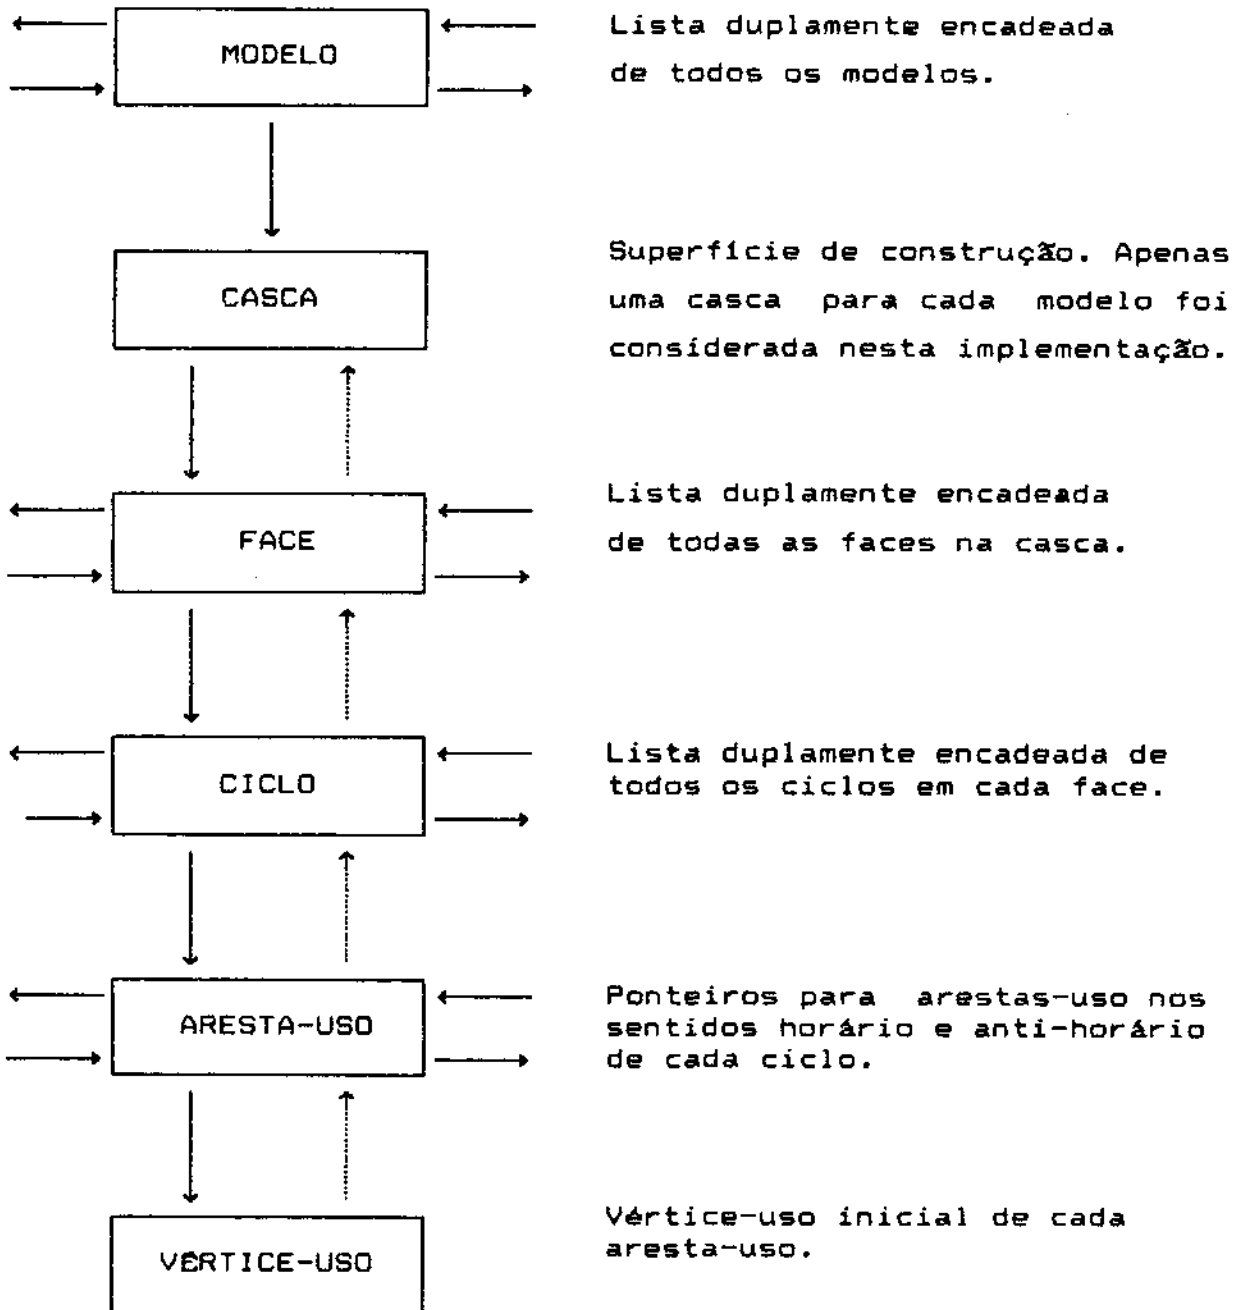 MODELO
Lista duplamente encadeada
de todos os modelos.
CASCA
Superfície de construção. Apenas
uma casca para cada modelo foi
considerada nesta implementação.
FACE
Lista duplamente encadeada
de todas as faces na casca.
CICLO
Lista duplamente encadeada de
todos os ciclos em cada face.
ARESTA-USO
Ponteiros para arestas-uso nos
sentidos horário e anti-horário
de cada ciclo.
VÉRTICE-USO
Vértice-uso inicial de cada
aresta-uso.